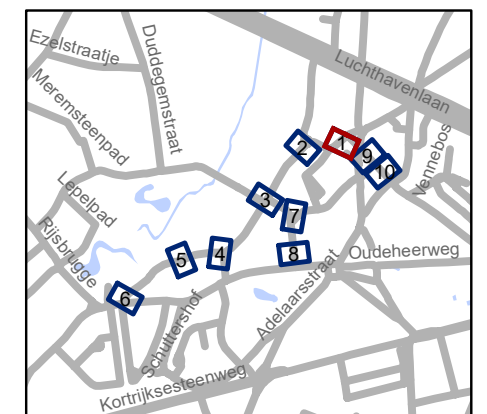 Ezelstraatje
Duddegemstraat
Luchthavenlaan
Meremsteenpad
Vennebos
1
2
9
10
Lepelpad
3
7
Rijsbrugge
4
8
Oudeheerweg
5
6
Adelaarsstraat
Schuttershof
Kortrijksesteenweg